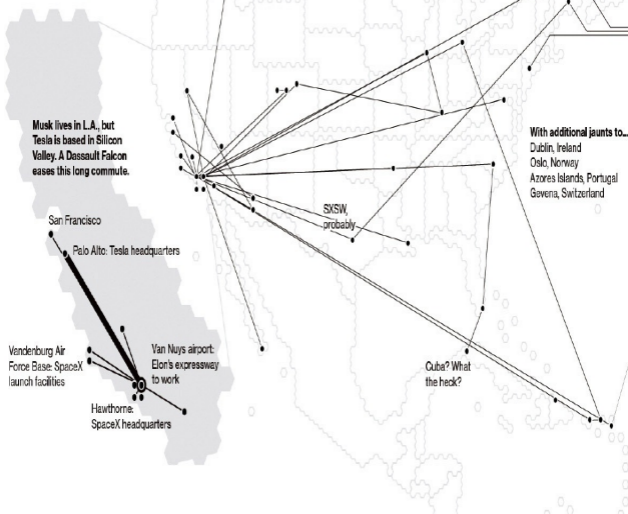 Musk lives in L.A., but
Tesla is based in Silicon
Valley. A Dassault Falcon
eases this long commute.
San Francisco
Palo Alto: Tesla headquarters
Vandenburg Air
Force Base: SpaceX
launch facilities
Van Nuys airport:
Elon's expressway
to work
Hawthorne:
SpaceX headquarters
SXSW,
probably
Cuba? What
the heck?
With additional jaunts to...
Dublin, Ireland
Oslo, Norway
Azores Islands, Portugal
Gevena, Switzerland